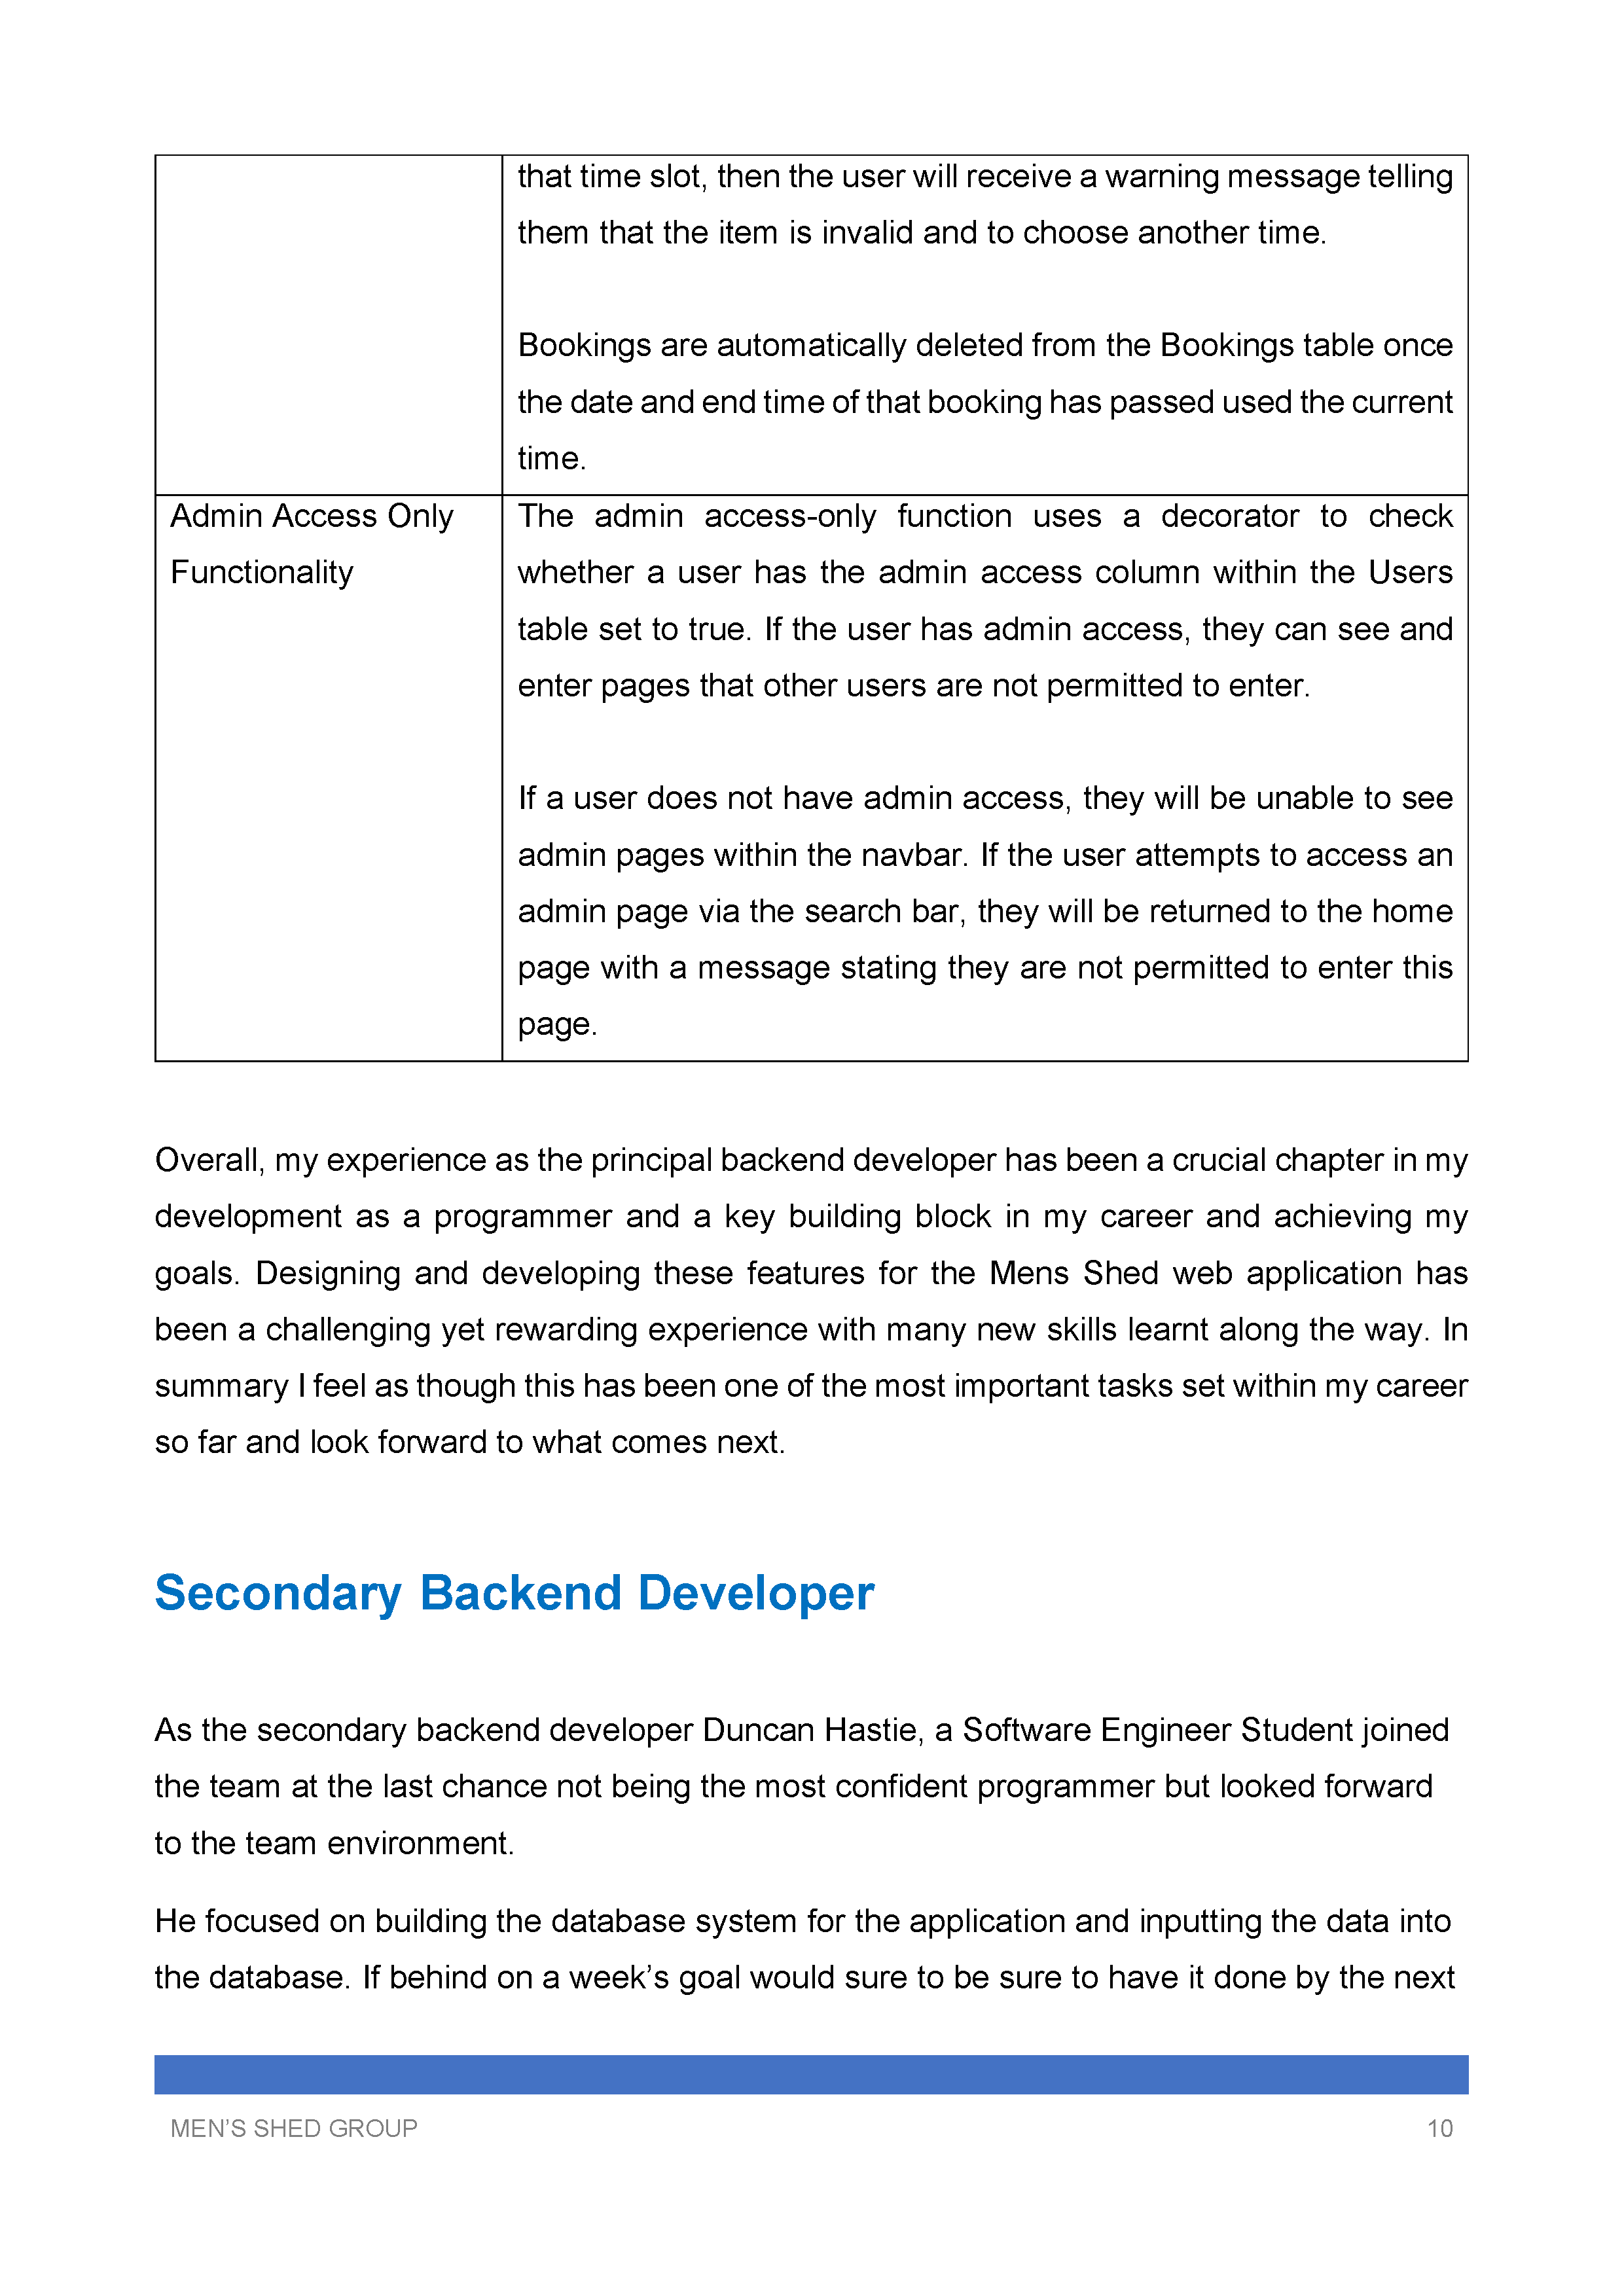 that time slot, then the user will receive a warning message telling
them that the item is invalid and to choose another time.
Bookings are automatically deleted from the Bookings table once
the date and end time of that booking has passed used the current
time.
Admin Access Only
Functionality
The admin access-only function uses a decorator to check
whether a user has the admin access column within the Users
table set to true. If the user has admin access, they can see and
enter pages that other users are not permitted to enter.
If a user does not have admin access, they will be unable to see
admin pages within the navbar. If the user attempts to access an
admin page via the search bar, they will be returned to the home
page with a message stating they are not permitted to enter this
page.
Overall, my experience as the principal backend developer has been a crucial chapter in my
development as a programmer and a key building block in my career and achieving my
goals. Designing and developing these features for the Mens Shed web application has
been a challenging yet rewarding experience with many new skills learnt along the way. In
summary I feel as though this has been one of the most important tasks set within my career
so far and look forward to what comes next.
Secondary Backend Developer
As the secondary backend developer Duncan Hastie, a Software Engineer Student joined
the team at the last chance not being the most confident programmer but looked forward
to the team environment.
He focused on building the database system for the application and inputting the data into
the database. If behind on a week’s goal would sure to be sure to have it done by the next
MEN’S SHED GROUP
10